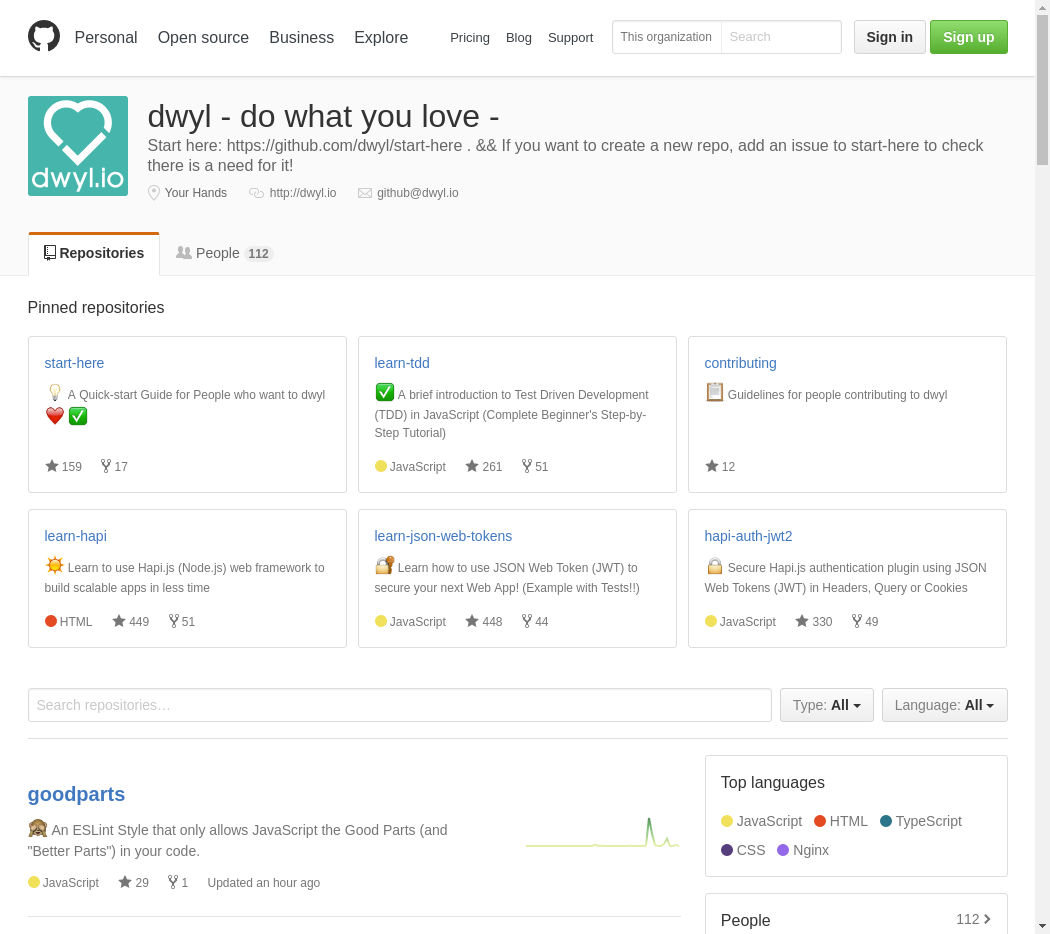 Personal Open source Business Explore Pricing Blog Support This organization Search Sign in Sign up
dwyl.io
dwyl - do what you love -
Start here: https://github.com/dwyl/start-here . && If you want to create a new repo, add an issue to start-here to check
there is a need for it!
Your Hands http://dwyl.io github@dwyl.io
Repositories People 112
Pinned repositories
start-here
A Quick-start Guide for People who want to dwyl
159 17
learn-tdd
A brief introduction to Test Driven Development
(TDD) in JavaScript (Complete Beginner's Step-by-
Step Tutorial)
JavaScript 261 51
contributing
Guidelines for people contributing to dwyl
12
learn-hapi
Learn to use Hapi.js (Node.js) web framework to
build scalable apps in less time
HTML 449 51
learn-json-web-tokens
Learn how to use JSON Web Token (JWT) to
secure your next Web App! (Example with Tests!!)
JavaScript 448 44
hapi-auth-jwt2
Secure Hapi.js authentication plugin using JSON
Web Tokens (JWT) in Headers, Query or Cookies
JavaScript 330 49
Search repositories… Type: All Language: All
goodparts
An ESLint Style that only allows JavaScript the Good Parts (and
"Better Parts") in your code.
JavaScript 29 1 Updated an hour ago
Top languages
JavaScript HTML TypeScript
CSS Nginx
People 112